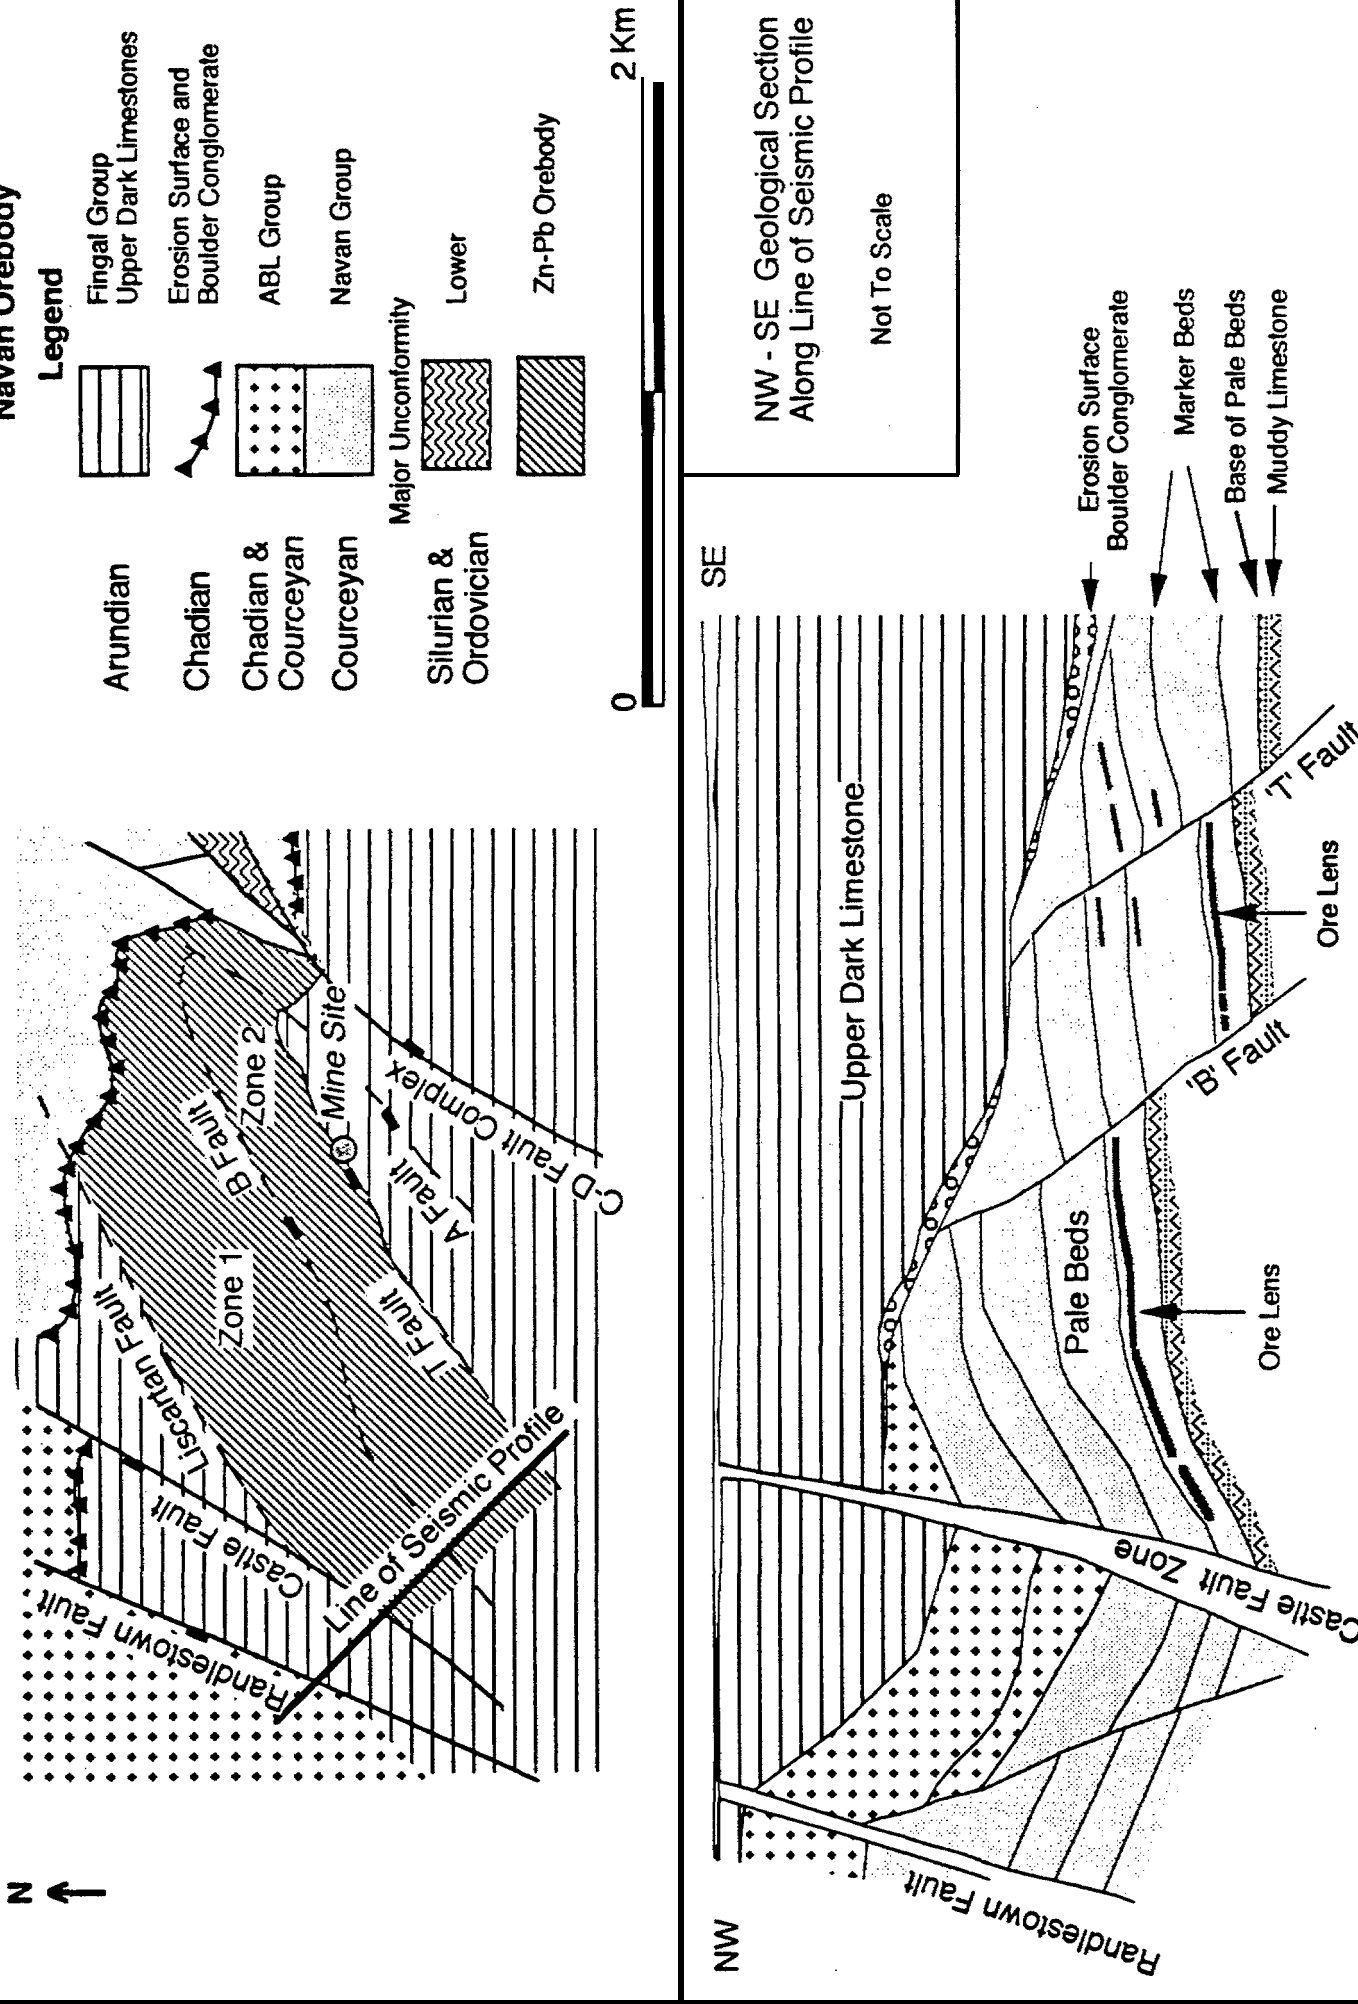 Navan Orebody
Legend
Arundian
Fingal Group
Upper Dark Limestones
Chadian
Erosion Surface and
Boulder Conglomerate
Chadian &
Courceyan
ABL Group
Courceyan
Navan Group
Major Unconformity
Silurian &
Ordovician
Lower
Zn-Pb Orebody
0
2 Km
N
Randlestown Fault
Castle Fault
Liscartan Fault
Line of Seismic Profile
Zone 1
B Fault
Zone 2
T Fault
A Fault
Mine Site
C-D Fault Complex
NW - SE Geological Section
Along Line of Seismic Profile
Not To Scale
NW
SE
Upper Dark Limestone
Erosion Surface
Boulder Conglomerate
Marker Beds
Base of Pale Beds
Muddy Limestone
Pale Beds
Randlestown Fault
Castle Fault Zone
Ore Lens
'B' Fault
Ore Lens
'T' Fault